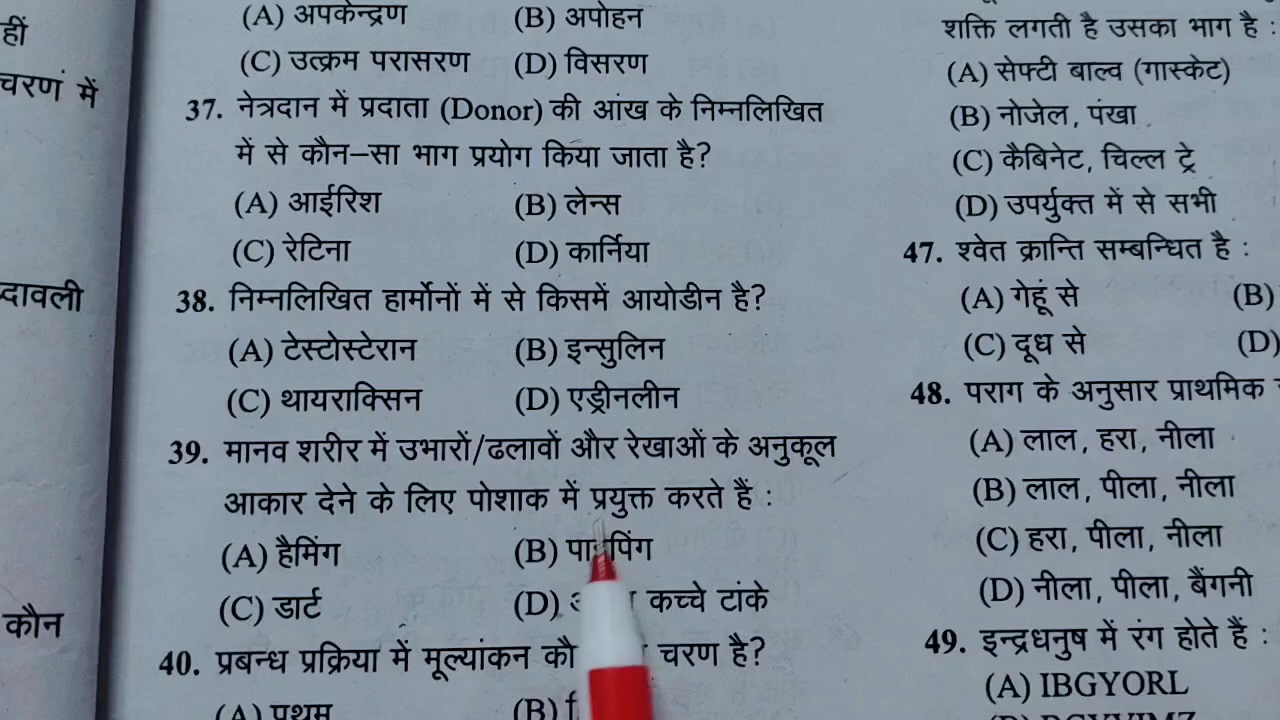 हीं
चरणं में
दावली
कौन
(A) अपकेन्द्रण (B) अपोहन
(C) उत्क्रम परासरण (D) विसरण
37. नेत्रदान में प्रदाता (Donor) की आंख के निम्नलिखित
में से कौन-सा भाग प्रयोग किया जाता है?
(A) आईरिश (B) लेन्स
(C) रेटिना (D) कार्निया
38. निम्नलिखित हार्मोनों में से किसमें आयोडीन है?
(A) टेस्टोस्टेरान (B) इन्सुलिन
(C) थायराक्सिन (D) एड्रीनलीन
39. मानव शरीर में उभारों/ढलावों और रेखाओं के अनुकूल
आकार देने के लिए पोशाक में प्रयुक्त करते हैं :
(A) हैमिंग (B)
(C) डार्ट (D) कच्चे टांके
40. प्रबन्ध प्रक्रिया में मूल्यांकन चरण है?
(A) प्रथम (B)
शक्ति लगती है उसका भाग है :
(A) सेफ्टी बाल्व (गास्केट)
(B) नोजेल, पंखा
(C) कैबिनेट, चिल्ल ट्रे
(D) उपर्युक्त में से सभी
47. श्वेत क्रान्ति सम्बन्धित है :
(A) गेहूं से (B)
(C) दूध से (D)
48. पराग के अनुसार प्राथमिक
(A) लाल, हरा, नीला
(B) लाल, पीला, नीला
(C) हरा, पीला, नीला
(D) नीला, पीला, बैंगनी
49. इन्द्रधनुष में रंग होते हैं :
(A) IBGYORL